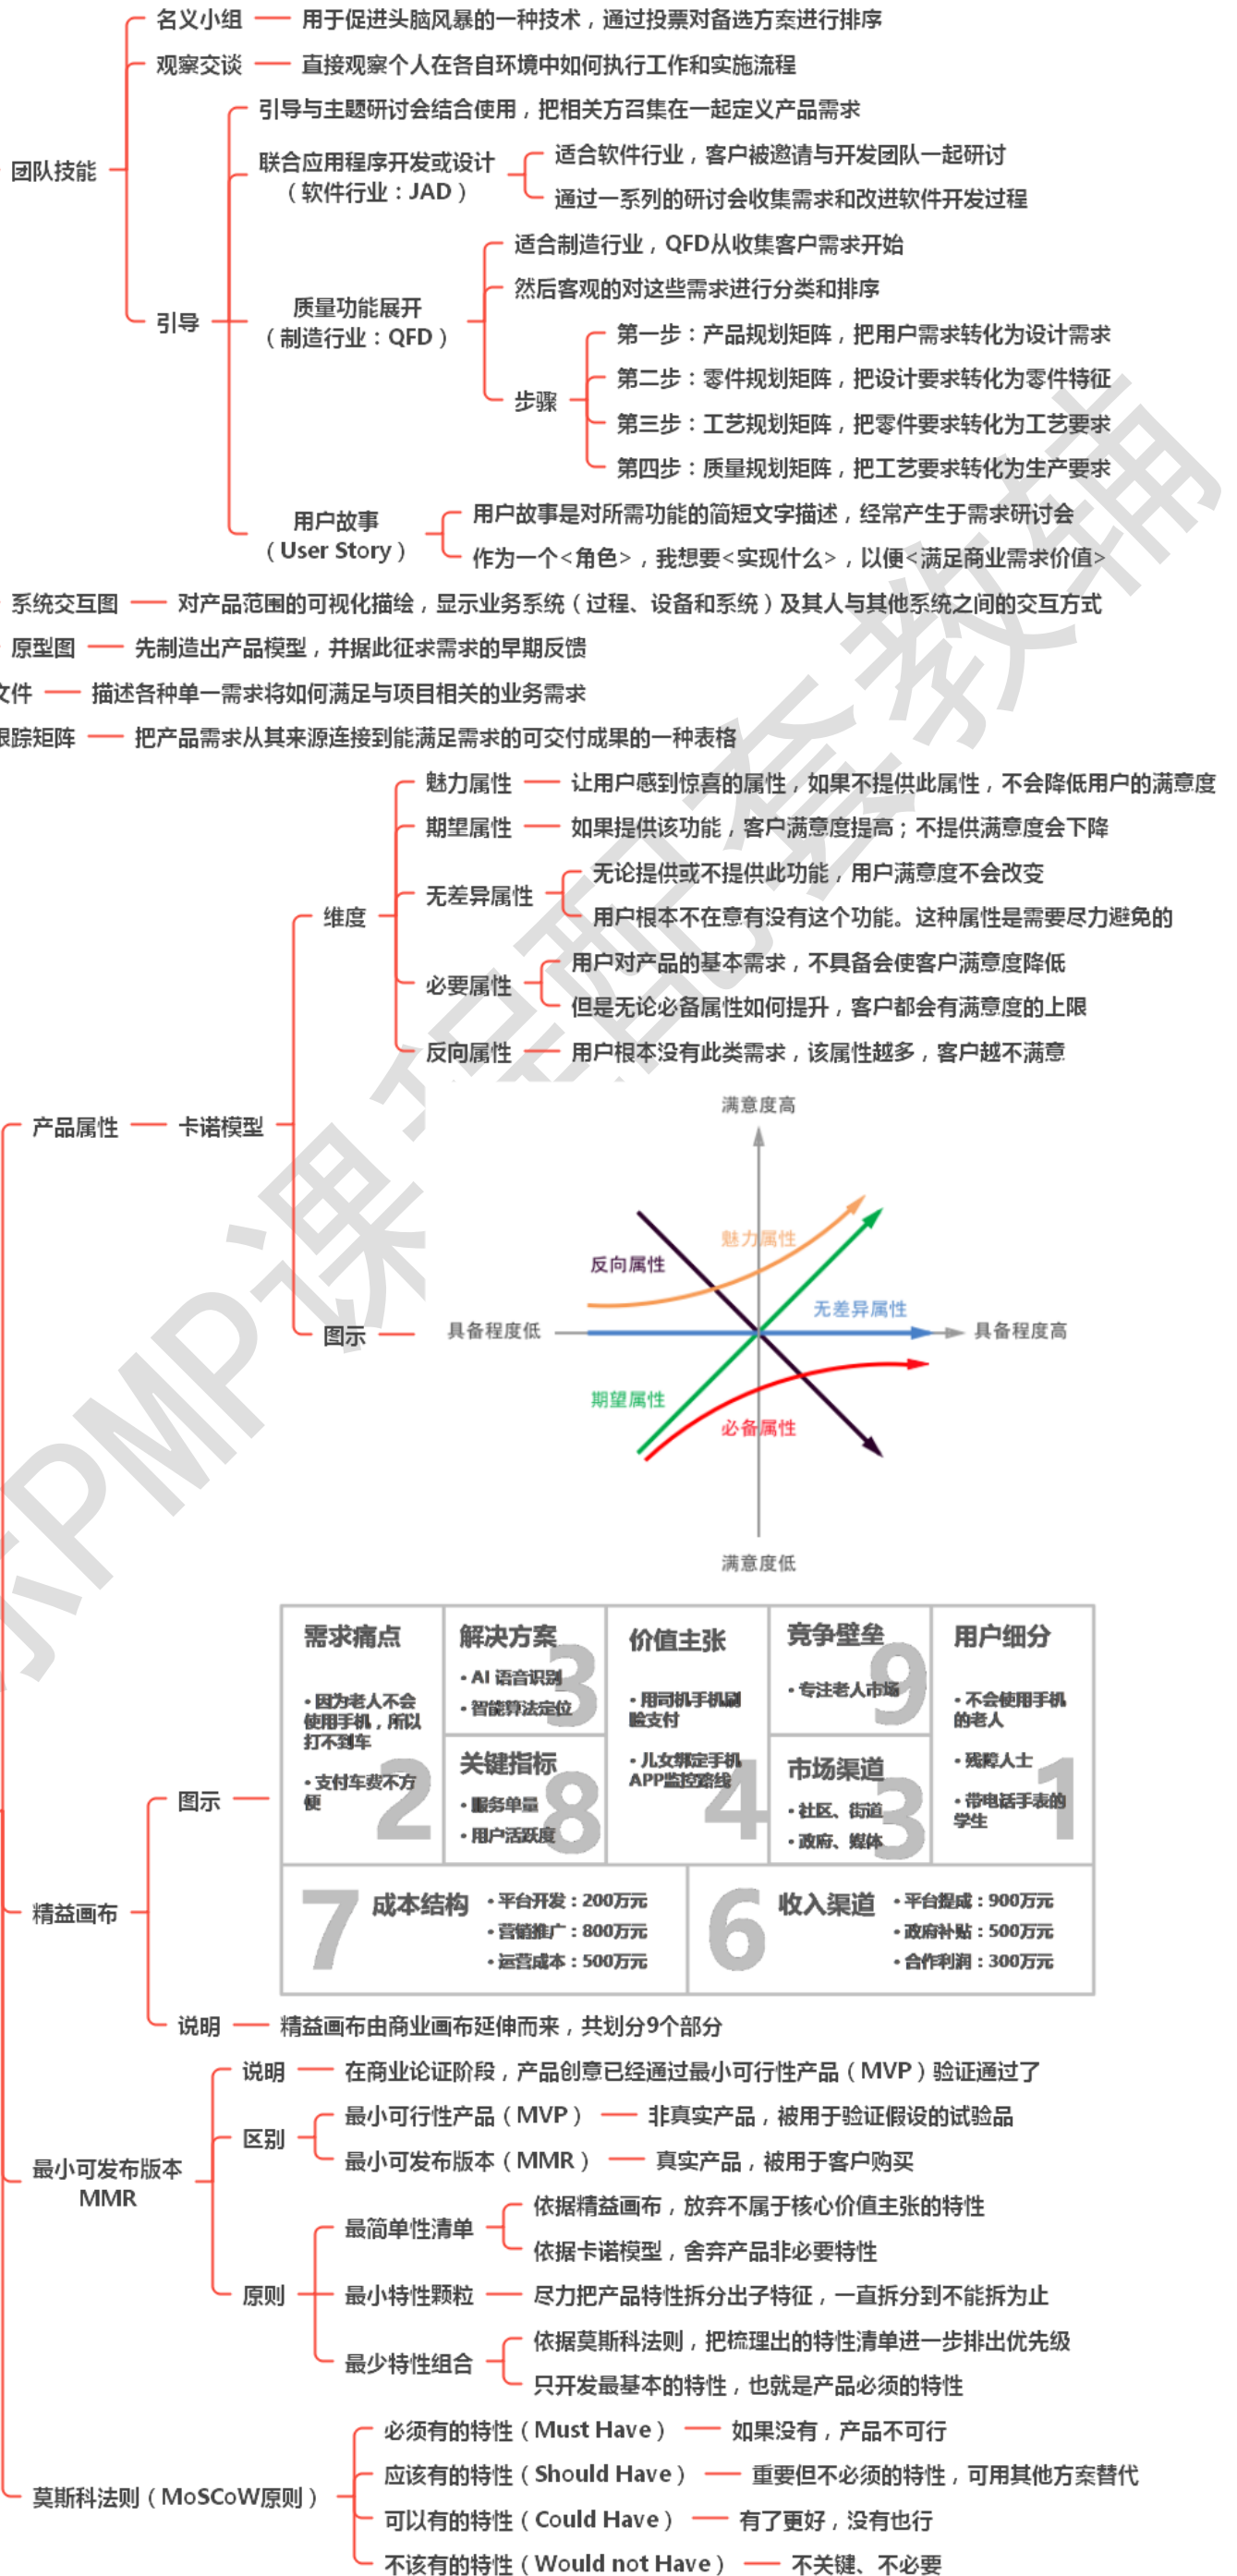 名义小组
用于促进头脑风暴的一种技术，通过投票对备选方案进行排序
观察交谈
直接观察个人在各自环境中如何执行工作和实施流程
团队技能
引导与主题研讨会结合使用，把相关方召集在一起定义产品需求
联合应用程序开发或设计
（软件行业：JAD）
适合软件行业，客户被邀请与开发团队一起研讨
通过一系列的研讨会收集需求和改进软件开发过程
引导
质量功能展开
（制造行业：QFD）
适合制造行业，QFD从收集客户需求开始
然后客观的对这些需求进行分类和排序
步骤
第一步：产品规划矩阵，把用户需求转化为设计需求
第二步：零件规划矩阵，把设计要求转化为零件特征
第三步：工艺规划矩阵，把零件要求转化为工艺要求
第四步：质量规划矩阵，把工艺要求转化为生产要求
用户故事
（User Story）
用户故事是对所需功能的简短文字描述，经常产生于需求研讨会
作为一个<角色>，我想要<实现什么>，以便<满足商业需求价值>
系统交互图
对产品范围的可视化描绘，显示业务系统（过程、设备和系统）及其人与其他系统之间的交互方式
原型图
先制造出产品模型，并据此征求需求的早期反馈
文件
描述各种单一需求将如何满足与项目相关的业务需求
跟踪矩阵
把产品需求从其来源连接到能满足需求的可交付成果的一种表格
产品属性
卡诺模型
维度
魅力属性
让用户感到惊喜的属性，如果不提供此属性，不会降低用户的满意度
期望属性
如果提供该功能，客户满意度提高；不提供满意度会下降
无差异属性
无论提供或不提供此功能，用户满意度不会改变
用户根本不在意有没有这个功能。这种属性是需要尽力避免的
必要属性
用户对产品的基本需求，不具备会使客户满意度降低
但是无论必备属性如何提升，客户都会有满意度的上限
反向属性
用户根本没有此类需求，该属性越多，客户越不满意
图示
满意度高
魅力属性
反向属性
无差异属性
具备程度低
具备程度高
期望属性
必备属性
满意度低
精益画布
图示
需求痛点
• 因为老人不会
使用手机，所以
打不到车
• 支付车费不方
便
2
解决方案
• AI 语音识别
• 智能算法定位
3
关键指标
• 服务单量
• 用户活跃度
8
价值主张
• 用司机手机刷
脸支付
• 儿女绑定手机
APP监控路线
4
竞争壁垒
• 专注老人市场
9
市场渠道
• 社区、街道
• 政府、媒体
3
用户细分
• 不会使用手机
的老人
• 残障人士
• 带电话手表的
学生
1
7
成本结构
• 平台开发：200万元
• 营销推广：800万元
• 运营成本：500万元
6
收入渠道
• 平台提成：900万元
• 政府补贴：500万元
• 合作利润：300万元
说明
精益画布由商业画布延伸而来，共划分9个部分
最小可发布版本
MMR
说明
在商业论证阶段，产品创意已经通过最小可行性产品（MVP）验证通过了
区别
最小可行性产品（MVP）
非真实产品，被用于验证假设的试验品
最小可发布版本（MMR）
真实产品，被用于客户购买
原则
最简单性清单
依据精益画布，放弃不属于核心价值主张的特性
依据卡诺模型，舍弃产品非必要特性
最小特性颗粒
尽力把产品特性拆分出子特征，一直拆分到不能拆为止
最少特性组合
依据莫斯科法则，把梳理出的特性清单进一步排出优先级
只开发最基本的特性，也就是产品必须的特性
莫斯科法则（MoSCoW原则）
必须有的特性（Must Have）
如果没有，产品不可行
应该有的特性（Should Have）
重要但不必须的特性，可用其他方案替代
可以有的特性（Could Have）
有了更好，没有也行
不该有的特性（Would not Have）
不关键、不必要
PMP课程配套教辅